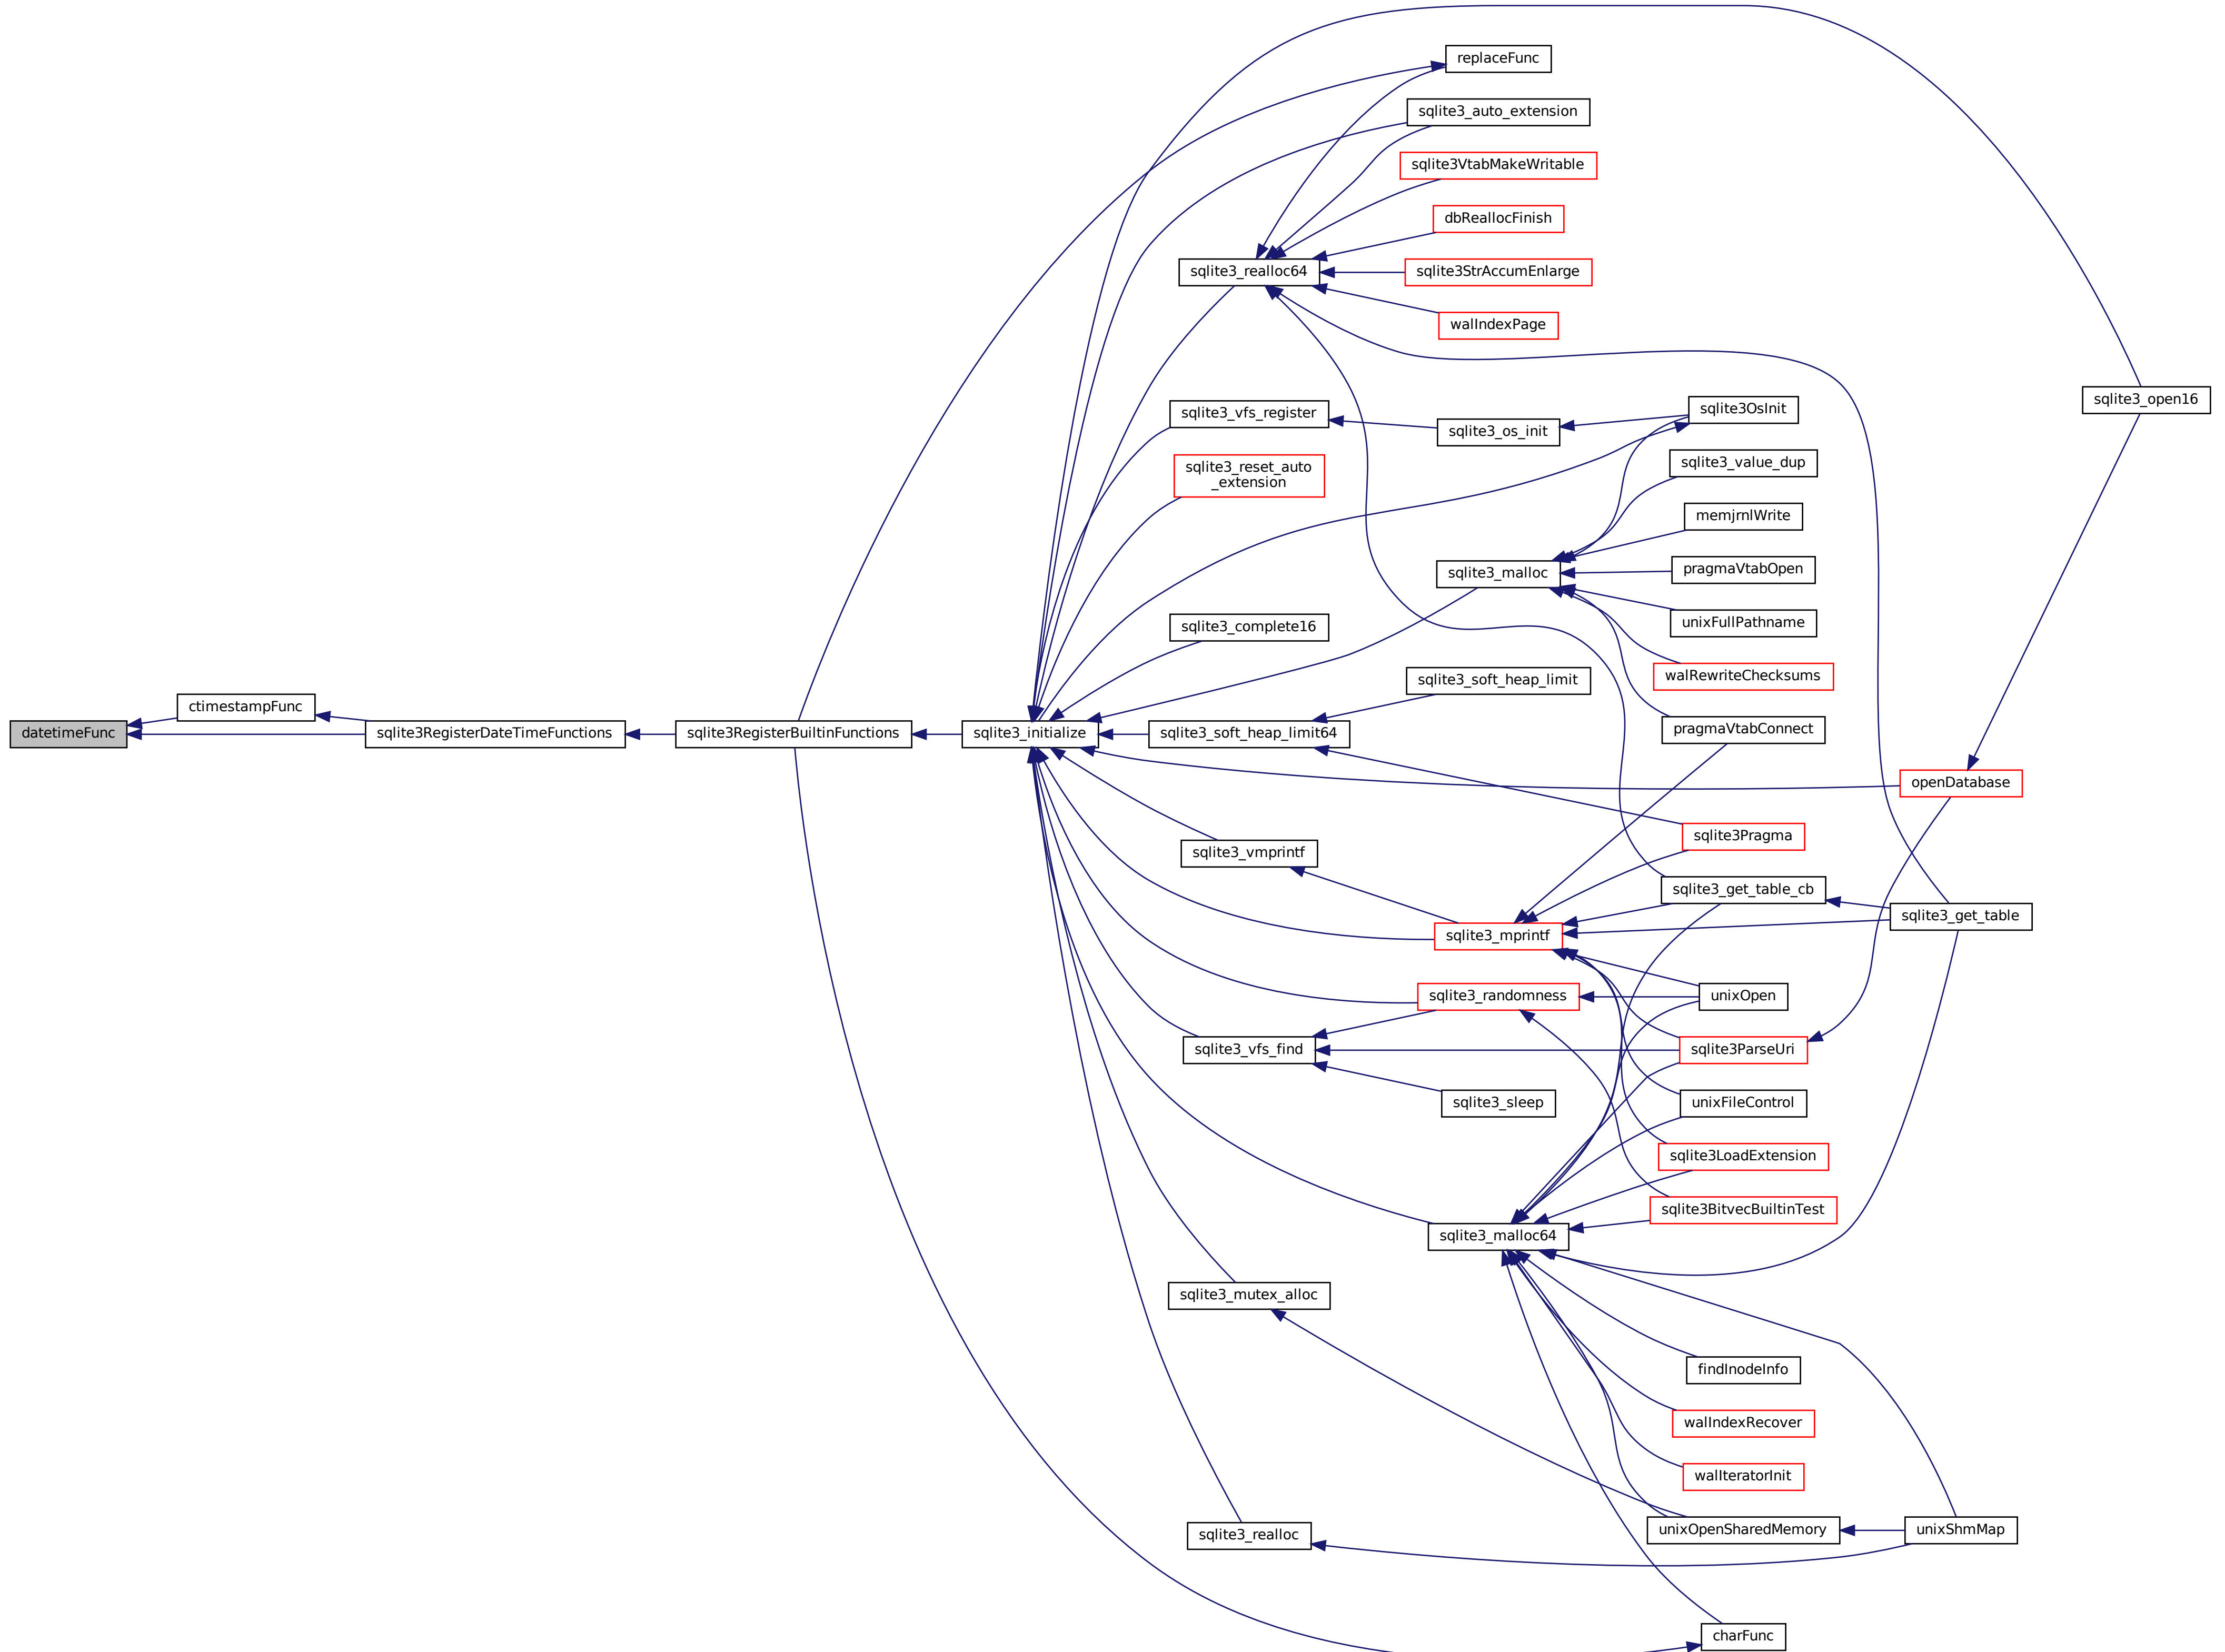 replaceFunc
sqlite3_auto_extension
sqlite3VtabMakeWritable
dbReallocFinish
sqlite3_realloc64
sqlite3StrAccumEnlarge
walIndexPage
sqlite3_open16
sqlite3_vfs_register
sqlite3_os_init
sqlite3OsInit
sqlite3_reset_auto
_extension
sqlite3_value_dup
memjrnlWrite
sqlite3_malloc
pragmaVtabOpen
sqlite3_complete16
unixFullPathname
sqlite3_soft_heap_limit
walRewriteChecksums
ctimestampFunc
datetimeFunc
sqlite3RegisterDateTimeFunctions
sqlite3RegisterBuiltinFunctions
sqlite3_initialize
sqlite3_soft_heap_limit64
pragmaVtabConnect
openDatabase
sqlite3Pragma
sqlite3_vmprintf
sqlite3_get_table_cb
sqlite3_get_table
sqlite3_mprintf
sqlite3_randomness
unixOpen
sqlite3_vfs_find
sqlite3ParseUri
sqlite3_sleep
unixFileControl
sqlite3LoadExtension
sqlite3BitvecBuiltinTest
sqlite3_malloc64
sqlite3_mutex_alloc
findInodeInfo
walIndexRecover
walIteratorInit
sqlite3_realloc
unixOpenSharedMemory
unixShmMap
charFunc